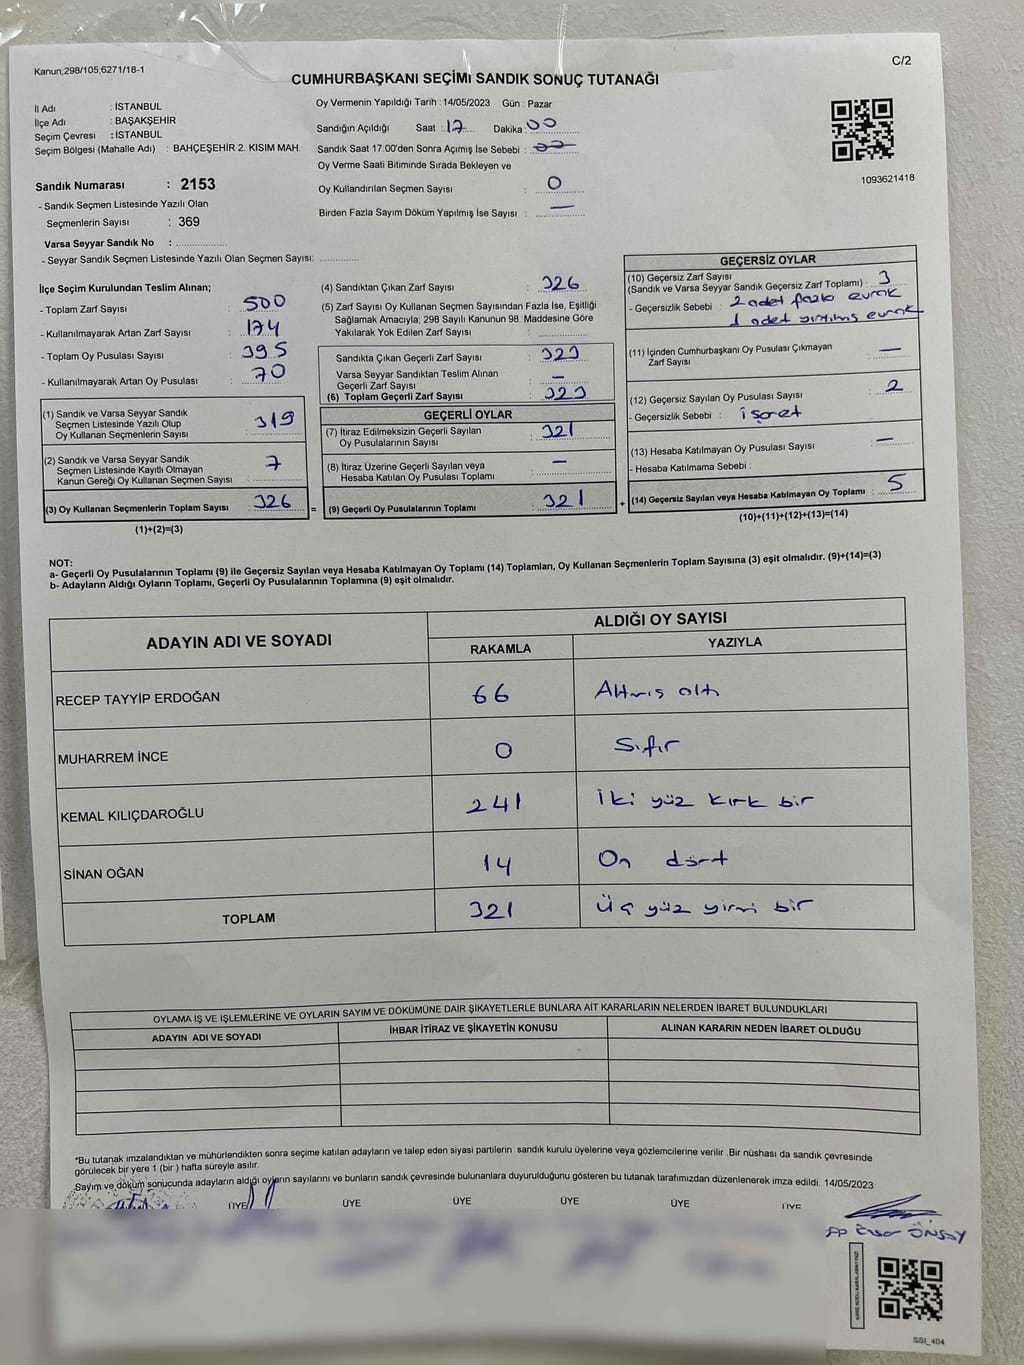 Kanun;298/105,6271/18-1
C/2
CUMHURBAŞKANI SEÇİMİ SANDIK SONUÇ TUTANAĞI
İl Adı : İSTANBUL
İlçe Adı : BAŞAKŞEHİR
Seçim Çevresi : İSTANBUL
Seçim Bölgesi (Mahalle Adı) : BAHÇEŞEHİR 2. KISIM MAH.
Sandık Numarası : 2153
- Sandık Seçmen Listesinde Yazılı Olan
Seçmenlerin Sayısı : 369
Varsa Seyyar Sandık No :
- Seyyar Sandık Seçmen Listesinde Yazılı Olan Seçmen Sayısı:
Oy Vermenin Yapıldığı Tarih : 14/05/2023 Gün : Pazar
Sandığın Açıldığı Saat : 17 Dakika : 00
Sandık Saat 17.00'den Sonra Açımış İse Sebebi :
Oy Verme Saati Bitiminde Sırada Bekleyen ve
Oy Kullandırılan Seçmen Sayısı : 0
Birden Fazla Sayım Döküm Yapılmış İse Sayısı : —
1093621418
İlçe Seçim Kurulundan Teslim Alınan;
- Toplam Zarf Sayısı : 500
- Kullanılmayarak Artan Zarf Sayısı : 174
- Toplam Oy Pusulası Sayısı : 395
- Kullanılmayarak Artan Oy Pusulası : 70
(1) Sandık ve Varsa Seyyar Sandık
Seçmen Listesinde Yazılı Olup
Oy Kullanan Seçmenlerin Sayısı : 319
(2) Sandık ve Varsa Seyyar Sandık
Seçmen Listesinde Kayıtlı Olmayan
Kanun Gereği Oy Kullanan Seçmen Sayısı : 7
(3) Oy Kullanan Seçmenlerin Toplam Sayısı : 326
(1)+(2)=(3)
(4) Sandıktan Çıkan Zarf Sayısı : 326
(5) Zarf Sayısı Oy Kullanan Seçmen Sayısından Fazla İse, Eşitliği
Sağlamak Amacıyla, 298 Sayılı Kanunun 98. Maddesine Göre
Yakılarak Yok Edilen Zarf Sayısı :
Sandıkta Çıkan Geçerli Zarf Sayısı : 323
Varsa Seyyar Sandıktan Teslim Alınan
Geçerli Zarf Sayısı : —
(6) Toplam Geçerli Zarf Sayısı : 323
GEÇERLİ OYLAR
(7) İtiraz Edilmeksizin Geçerli Sayılan
Oy Pusulalarının Sayısı : 321
(8) İtiraz Üzerine Geçerli Sayılan veya
Hesaba Katılan Oy Pusulası Toplamı : —
= (9) Geçerli Oy Pusulalarının Toplamı : 321 +
GEÇERSİZ OYLAR
(10) Geçersiz Zarf Sayısı
(Sandık ve Varsa Seyyar Sandık Geçersiz Zarf Toplamı) : 3
- Geçersizlik Sebebi : 2 adet fazla evrak
1 adet yırtılmış evrak
(11) İçinden Cumhurbaşkanı Oy Pusulası Çıkmayan
Zarf Sayısı : —
(12) Geçersiz Sayılan Oy Pusulası Sayısı : 2
- Geçersizlik Sebebi : işaret
(13) Hesaba Katılmayan Oy Pusulası Sayısı : —
- Hesaba Katılmama Sebebi :
(14) Geçersiz Sayılan veya Hesaba Katılmayan Oy Toplamı : 5
(10)+(11)+(12)+(13)=(14)
NOT:
a- Geçerli Oy Pusulalarının Toplamı (9) ile Geçersiz Sayılan veya Hesaba Katılmayan Oy Toplamı (14) Toplamları, Oy Kullanan Seçmenlerin Toplam Sayısına (3) eşit olmalıdır. (9)+(14)=(3)
b- Adayların Aldığı Oyların Toplamı, Geçerli Oy Pusulalarının Toplamına (9) eşit olmalıdır.
ADAYIN ADI VE SOYADI ALDIĞI OY SAYISI
RAKAMLA YAZIYLA
RECEP TAYYİP ERDOĞAN 66 Altmış altı
MUHARREM İNCE 0 Sıfır
KEMAL KILIÇDAROĞLU 241 İki yüz kırk bir
SİNAN OĞAN 14 On dört
TOPLAM 321 Üç yüz yirmi bir
OYLAMA İŞ VE İŞLEMLERİNE VE OYLARIN SAYIM VE DÖKÜMÜNE DAİR ŞİKAYETLERLE BUNLARA AİT KARARLARIN NELERDEN İBARET BULUNDUKLARI
ADAYIN ADI VE SOYADI İHBAR İTİRAZ VE ŞİKAYETİN KONUSU ALINAN KARARIN NEDEN İBARET OLDUĞU
*Bu tutanak imzalandıktan ve mühürlendikten sonra seçime katılan adayların ve talep eden siyasi partilerin sandık kurulu üyelerine veya gözlemcilerine verilir .Bir nüshası da sandık çevresinde
görülecek bir yere 1 (bir ) hafta süreyle asılır.
Sayım ve döküm sonucunda adayların aldığı oyların sayılarını ve bunların sandık çevresinde bulunanlara duyurulduğunu gösteren bu tutanak tarafımızdan düzenlenerek imza edildi. 14/05/2023
ÜYE ÜYE ÜYE ÜYE ÜYE ÜYE
ÖNSOY
SSI_404